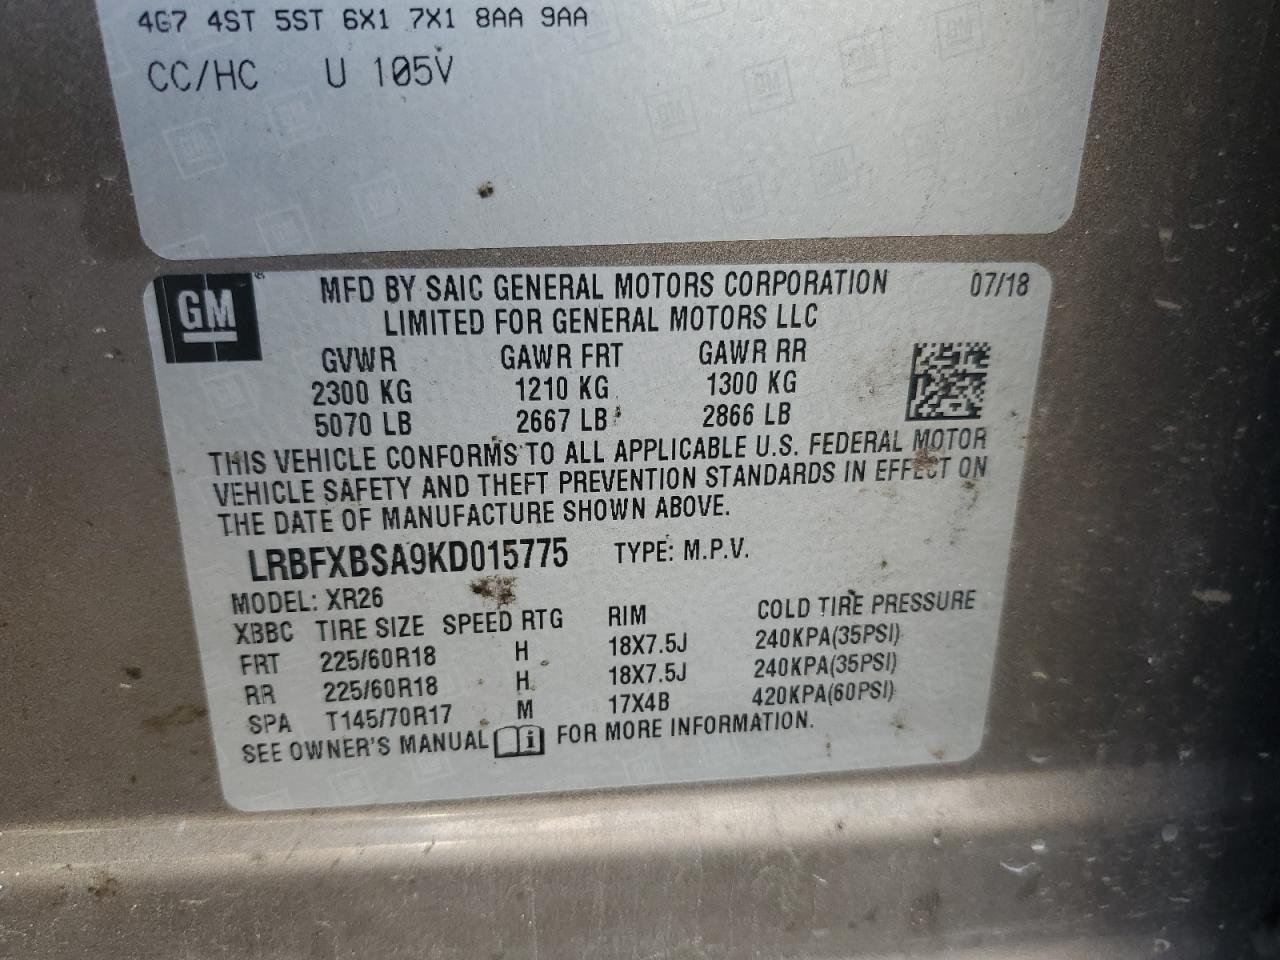 4G7 4ST 5ST 6X1 7X1 8AA 9AA
CC/HC U 105V
GM
MFD BY SAIC GENERAL MOTORS CORPORATION 07/18
LIMITED FOR GENERAL MOTORS LLC
GVWR GAWR FRT GAWR RR
2300 KG 1210 KG 1300 KG
5070 LB 2667 LB 2866 LB
THIS VEHICLE CONFORMS TO ALL APPLICABLE U.S. FEDERAL MOTOR
VEHICLE SAFETY AND THEFT PREVENTION STANDARDS IN EFFECT ON
THE DATE OF MANUFACTURE SHOWN ABOVE.
LRBFXBSA9KD015775 TYPE: M.P.V.
MODEL: XR26
XBBC TIRE SIZE SPEED RTG RIM COLD TIRE PRESSURE
FRT 225/60R18 H 18X7.5J 240KPA(35PSI)
RR 225/60R18 H 18X7.5J 240KPA(35PSI)
SPA T145/70R17 M 17X4B 420KPA(60PSI)
SEE OWNER'S MANUAL FOR MORE INFORMATION.